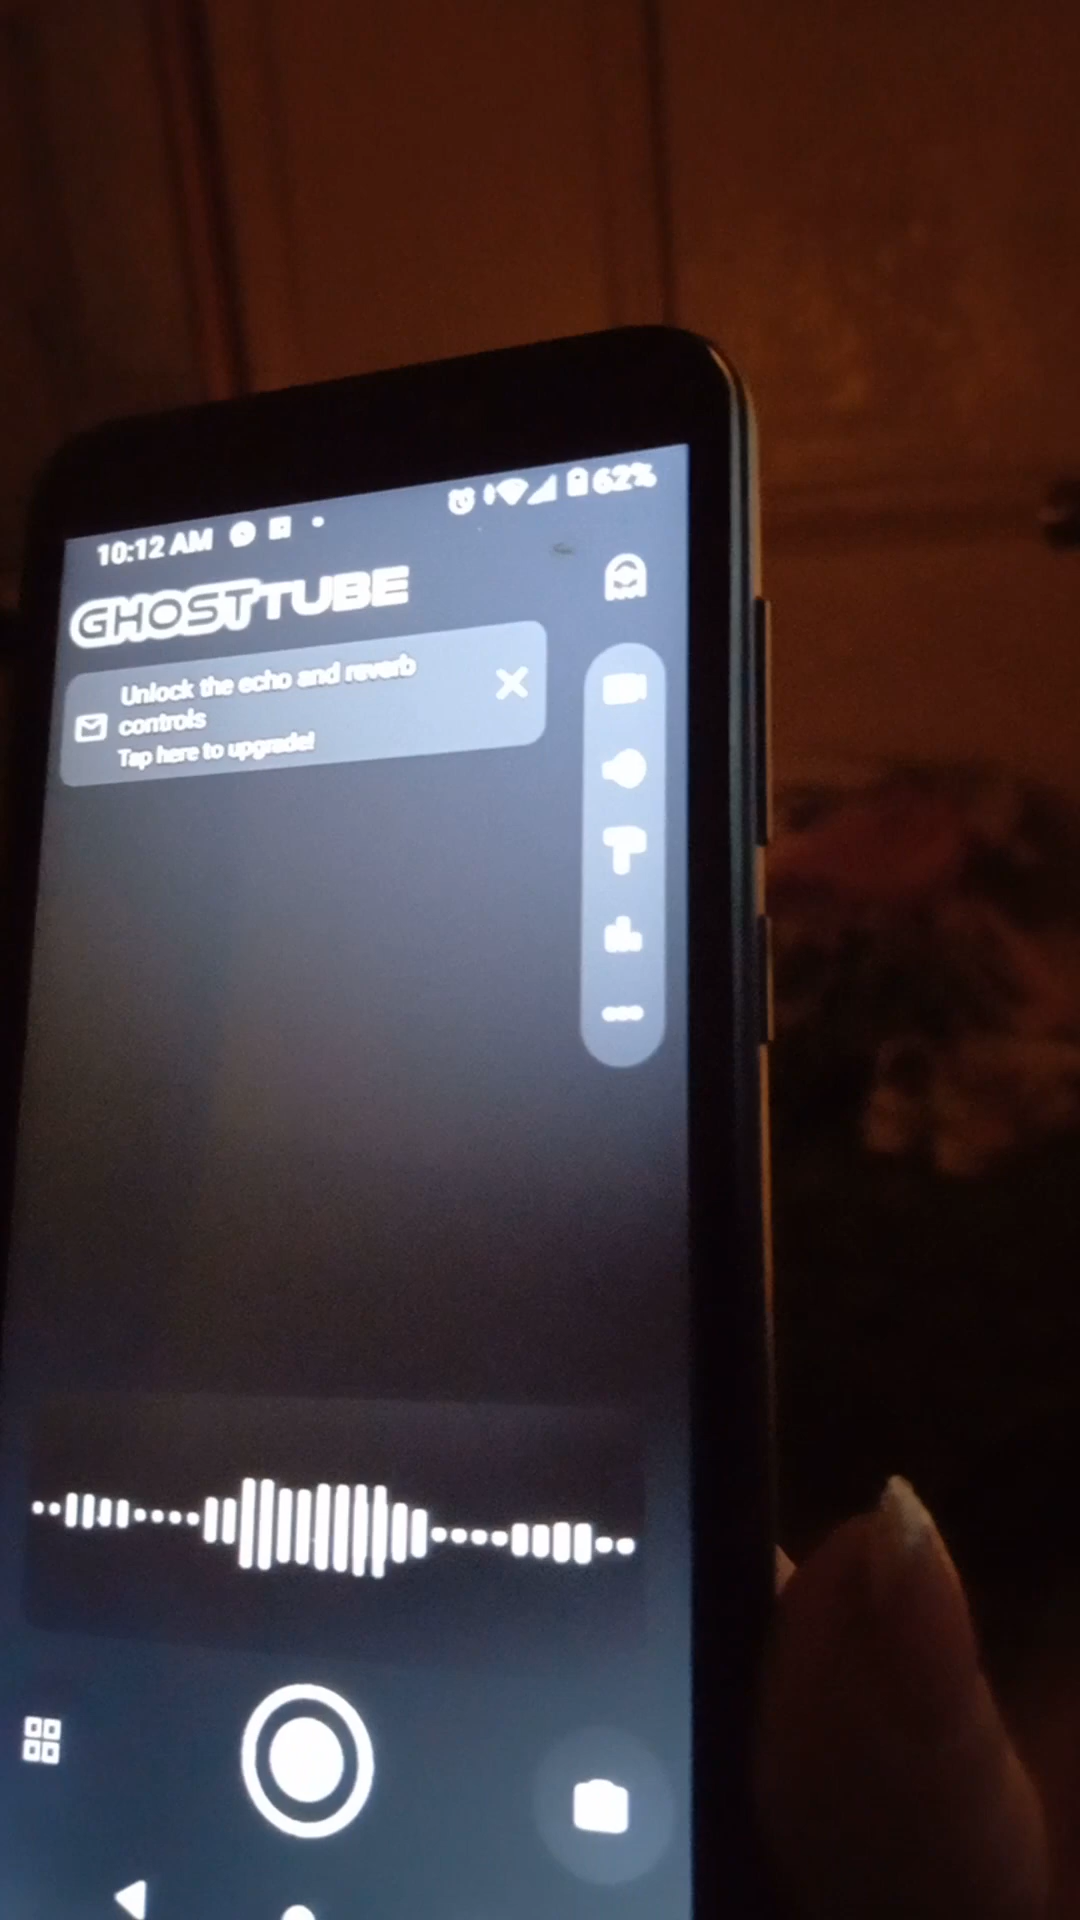 10:12 AM 62%
GHOSTTUBE
Unlock the echo and reverb
controls
Tap here to upgrade!